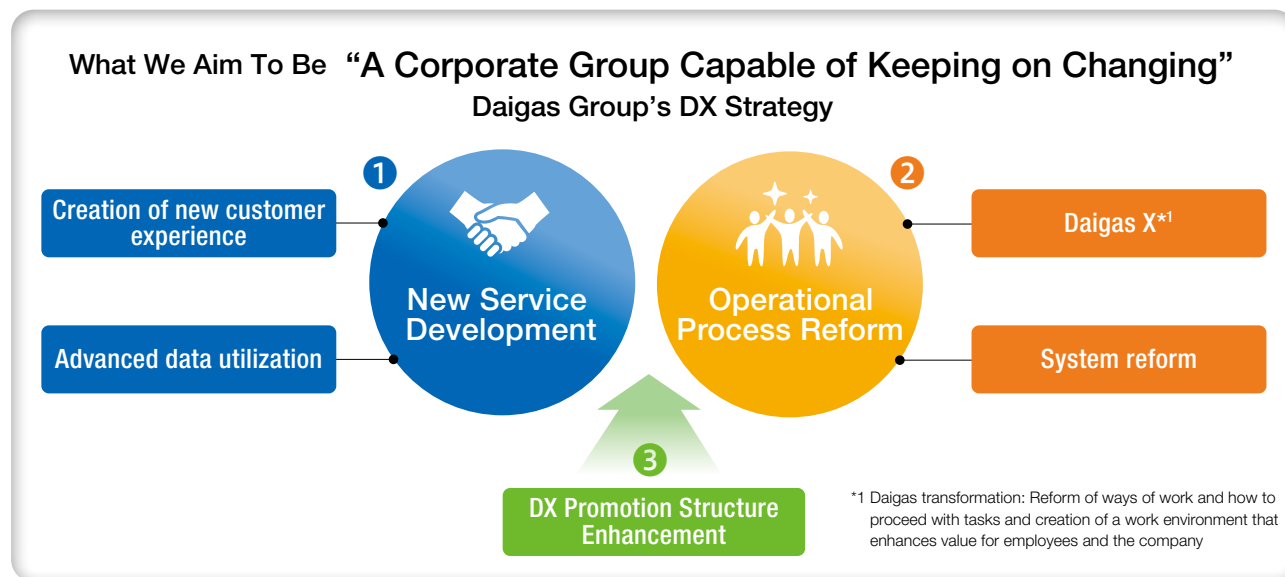 What We Aim To Be “A Corporate Group Capable of Keeping on Changing”
Daigas Group’s DX Strategy
1
Creation of new customer
experience
Advanced data utilization
New Service
Development
2
Operational
Process Reform
Daigas X*1
System reform
3
DX Promotion Structure
Enhancement
*1 Daigas transformation: Reform of ways of work and how to
proceed with tasks and creation of a work environment that
enhances value for employees and the company